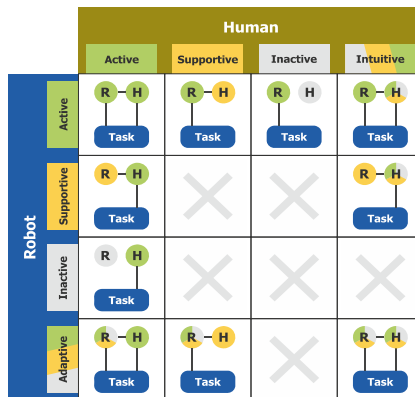 Human
Active Supportive Inactive Intuitive
Robot
Active
R H R H R H R H
Task Task Task Task
Supportive
R H R H
Task Task
Inactive
R H
Task
Adaptive
R H R H R H
Task Task Task